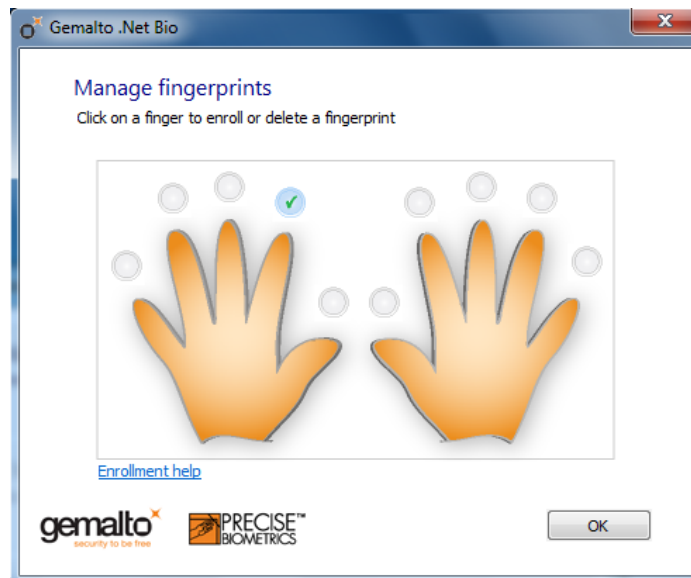 Gemalto .Net Bio
Manage fingerprints
Click on a finger to enroll or delete a fingerprint
Enrollment help
gemalto
security to be free
PRECISE™
BIOMETRICS
OK